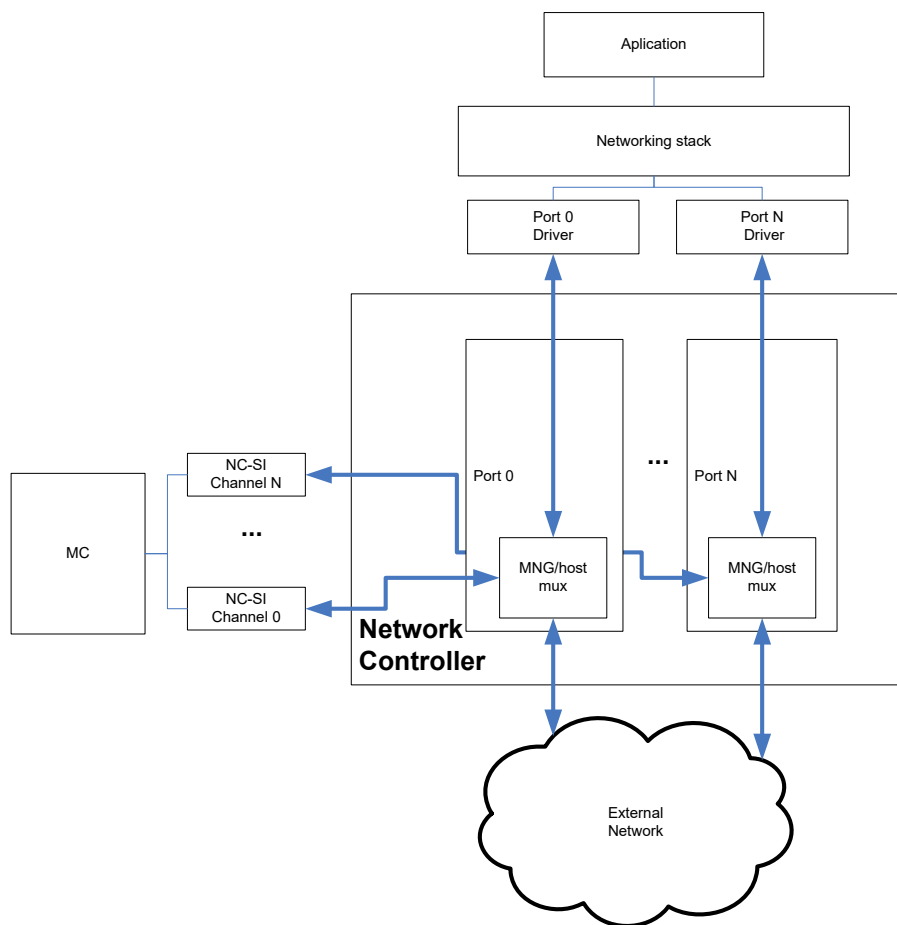 Aplication
Networking stack
Port 0
Driver
Port N
Driver
NC-SI
Channel N
...
Port 0
...
Port N
MC
MNG/host
mux
MNG/host
mux
NC-SI
Channel 0
Network
Controller
External
Network